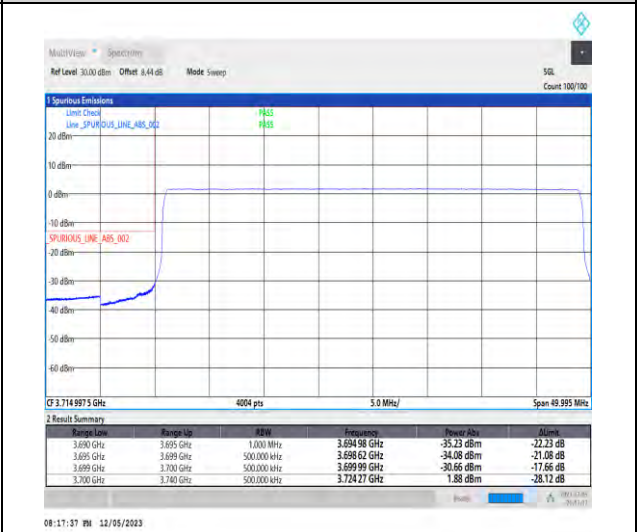 MultiView Spectrum
Ref Level 30.00 dBm Offset 8.44 dB Mode Sweep SGL
Count 100/100
1 Spurious Emissions
Limit Check PASS
Line _SPURIOUS_LINE_ABS_002 PASS
20 dBm
10 dBm
0 dBm
-10 dBm
_SPURIOUS_LINE_ABS_002
-20 dBm
-30 dBm
-40 dBm
-50 dBm
-60 dBm
CF 3.714 997 5 GHz 4004 pts 5.0 MHz/ Span 49.995 MHz
2 Result Summary
Range Low Range Up RBW Frequency Power Abs ΔLimit
3.690 GHz 3.695 GHz 1.000 MHz 3.694 98 GHz -35.23 dBm -22.23 dB
3.695 GHz 3.699 GHz 500.000 kHz 3.698 62 GHz -34.08 dBm -21.08 dB
3.699 GHz 3.700 GHz 500.000 kHz 3.699 99 GHz -30.66 dBm -17.66 dB
3.700 GHz 3.740 GHz 500.000 kHz 3.724 27 GHz 1.88 dBm -28.12 dB
08:17:37 PM 12/05/2023